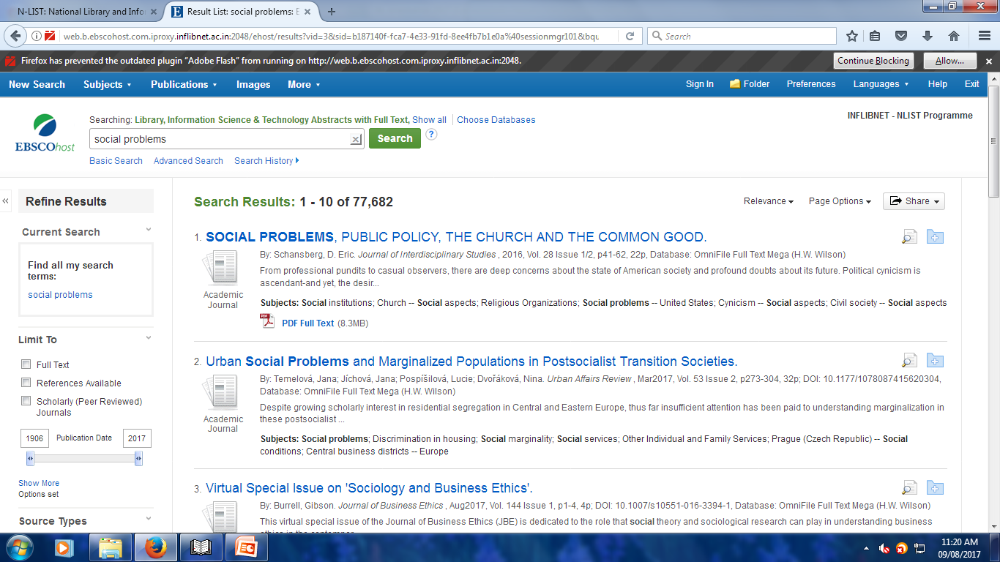 N-LIST: National Library and Infor
Result List: social problems: E
web.b.ebscohost.com.iproxy.inflibnet.ac.in:2048/ehost/results?vid=3&sid=b187140f-fca7-4e33-91fd-8ee4fb7b1e0a%40sessionmgr101&bqu
Search
Firefox has prevented the outdated plugin “Adobe Flash” from running on http://web.b.ebscohost.com.iproxy.inflibnet.ac.in:2048.
Continue Blocking
Allow...
New Search Subjects Publications Images More
Sign In Folder Preferences Languages Help Exit
EBSCOhost
Searching: Library, Information Science & Technology Abstracts with Full Text, Show all Choose Databases
INFLIBNET - NLIST Programme
social problems
Search
?
Basic Search Advanced Search Search History
«
Refine Results
Current Search
Find all my search
terms:
social problems
Limit To
Full Text
References Available
Scholarly (Peer Reviewed)
Journals
1906 Publication Date 2017
Show More
Options set
Source Types
Search Results: 1 - 10 of 77,682
Relevance Page Options Share
1. SOCIAL PROBLEMS, PUBLIC POLICY, THE CHURCH AND THE COMMON GOOD.
Academic
Journal
By: Schansberg, D. Eric. Journal of Interdisciplinary Studies , 2016, Vol. 28 Issue 1/2, p41-62, 22p, Database: OmniFile Full Text Mega (H.W. Wilson)
From professional pundits to casual observers, there are deep concerns about the state of American society and profound doubts about its future. Political cynicism is
ascendant-and yet, the desir...
Subjects: Social institutions; Church -- Social aspects; Religious Organizations; Social problems -- United States; Cynicism -- Social aspects; Civil society -- Social aspects
PDF PDF Full Text (8.3MB)
2. Urban Social Problems and Marginalized Populations in Postsocialist Transition Societies.
Academic
Journal
By: Temelová, Jana; Jíchová, Jana; Pospíšilová, Lucie; Dvořáková, Nina. Urban Affairs Review , Mar2017, Vol. 53 Issue 2, p273-304, 32p; DOI: 10.1177/1078087415620304,
Database: OmniFile Full Text Mega (H.W. Wilson)
Despite growing scholarly interest in residential segregation in Central and Eastern Europe, thus far insufficient attention has been paid to understanding marginalization in
these postsocialist ...
Subjects: Social problems; Discrimination in housing; Social marginality; Social services; Other Individual and Family Services; Prague (Czech Republic) -- Social
conditions; Central business districts -- Europe
3. Virtual Special Issue on 'Sociology and Business Ethics'.
By: Burrell, Gibson. Journal of Business Ethics , Aug2017, Vol. 144 Issue 1, p1-4, 4p; DOI: 10.1007/s10551-016-3394-1, Database: OmniFile Full Text Mega (H.W. Wilson)
This virtual special issue of the Journal of Business Ethics (JBE) is dedicated to the role that social theory and sociological research can play in understanding business
11:20 AM
09/08/2017